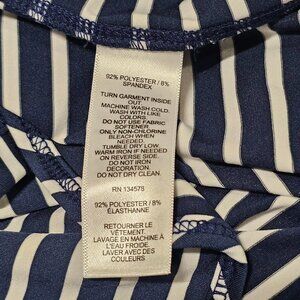 92% POLYESTER / 8%
SPANDEX
TURN GARMENT INSIDE
OUT
MACHINE WASH COLD.
WASH WITH LIKE
COLORS.
DO NOT USE FABRIC
SOFTENER
ONLY NON-CHLORINE
BLEACH WHEN
NEEDED.
TUMBLE DRY LOW.
WARM IRON IF NEEDED
ON REVERSE SIDE.
DO NOT IRON
DECORATION.
DO NOT DRY CLEAN.
RN 134578
92% POLYESTER / 8%
ÉLASTHANNE
RETOURNER LE
VÊTEMENT.
LAVAGE EN MACHINE À
L'EAU FROIDE
LAVER AVEC DES
COULEURS